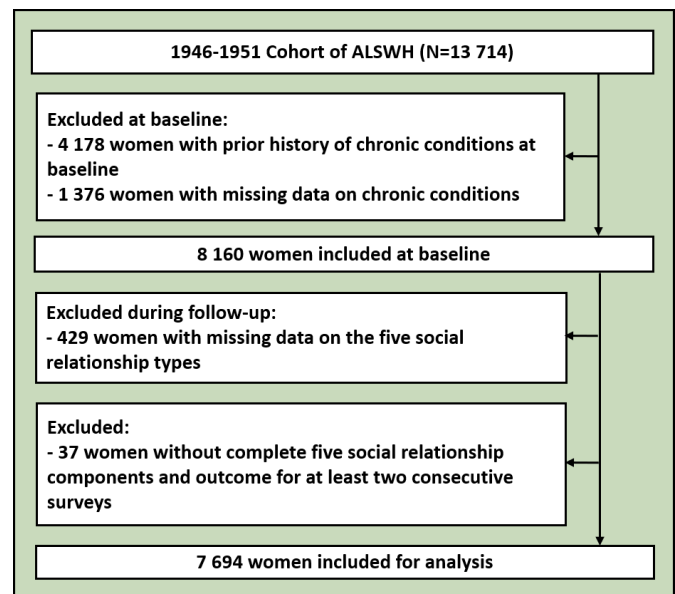 1946-1951 Cohort of ALSWH (N=13 714)
Excluded at baseline:
- 4 178 women with prior history of chronic conditions at
baseline
- 1 376 women with missing data on chronic conditions
8 160 women included at baseline
Excluded during follow-up:
- 429 women with missing data on the five social
relationship types
Excluded:
- 37 women without complete five social relationship
components and outcome for at least two consecutive
surveys
7 694 women included for analysis